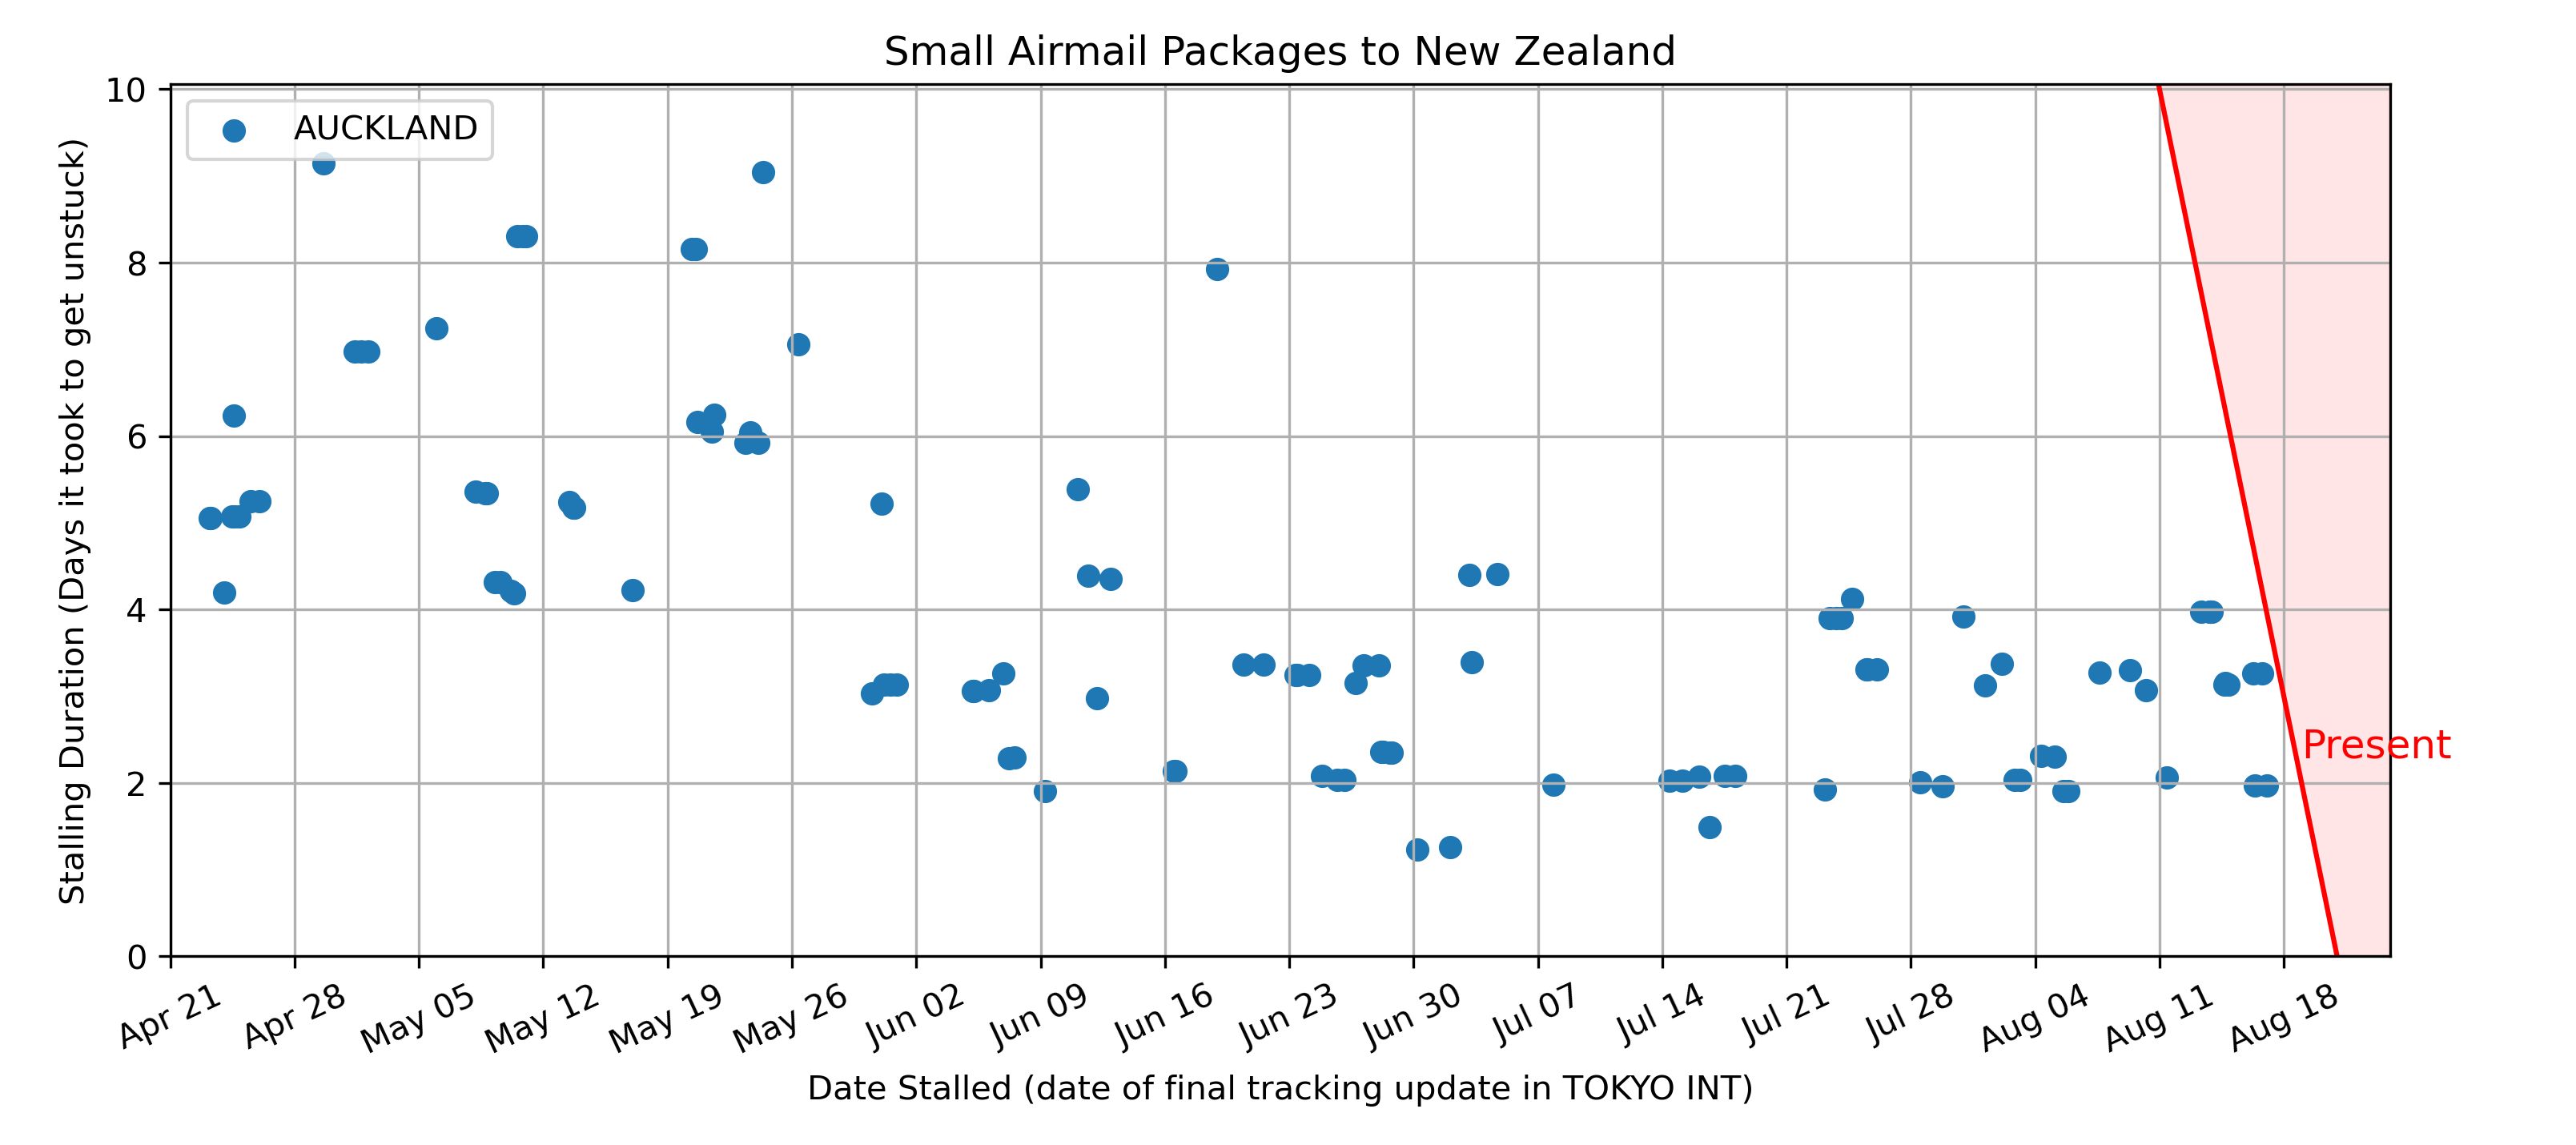 Small Airmail Packages to New Zealand
AUCKLAND
Stalling Duration (Days it took to get unstuck)
10
8
6
4
2
0
Present
Apr 21
Apr 28
May 05
May 12
May 19
May 26
Jun 02
Jun 09
Jun 16
Jun 23
Jun 30
Jul 07
Jul 14
Jul 21
Jul 28
Aug 04
Aug 11
Aug 18
Date Stalled (date of final tracking update in TOKYO INT)